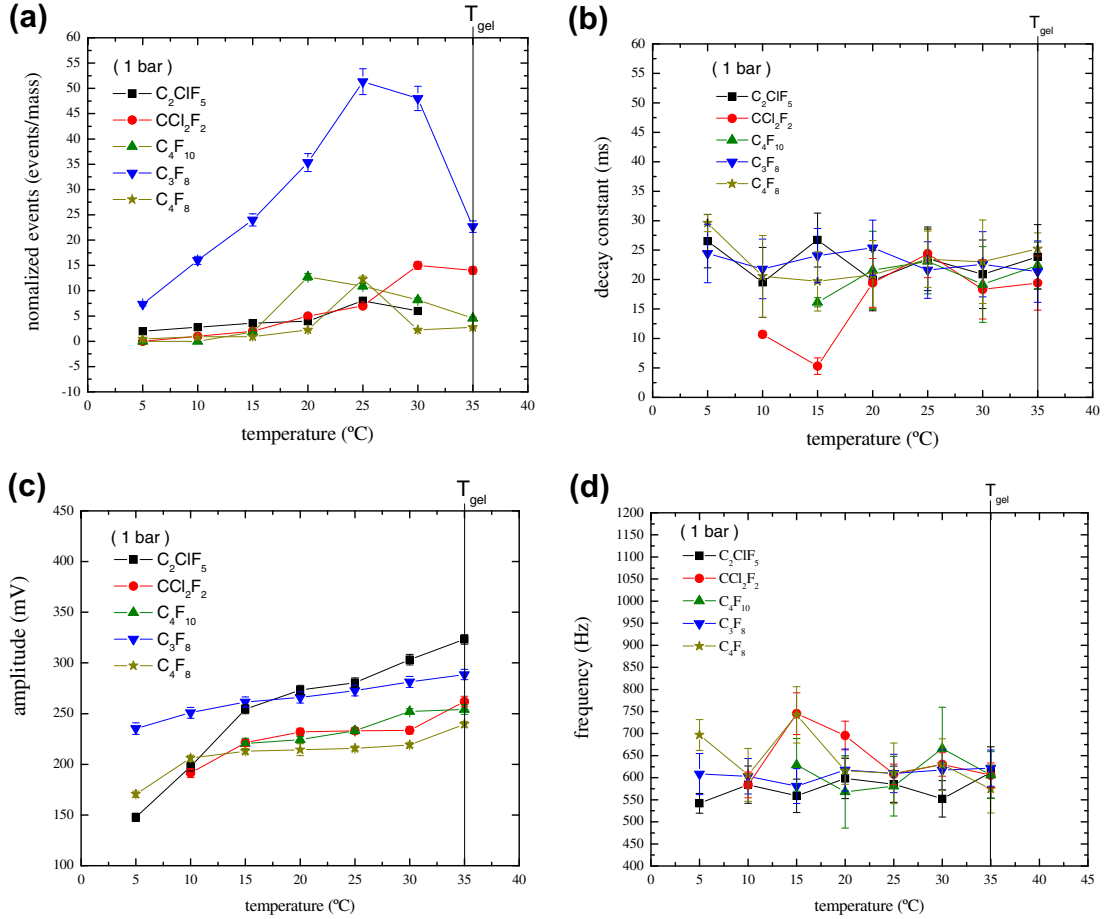 (a)
T gel
60
55
50
45
40
35
30
25
20
15
10
5
0
-5
-10
nomalized events (events/mass)
( 1 bar )
C2ClF5
CCl2F2
C4F10
C3F8
C4F8
0 5 10 15 20 25 30 35 40
temperature (ºC)
(b)
T gel
60
55
50
45
40
35
30
25
20
15
10
5
0
decay constant (ms)
( 1 bar )
C2ClF5
CCl2F2
C4F10
C3F8
C4F8
0 5 10 15 20 25 30 35 40
temperature (ºC)
(c)
T gel
450
400
350
300
250
200
150
100
amplitude (mV)
( 1 bar )
C2ClF5
CCl2F2
C4F10
C3F8
C4F8
0 5 10 15 20 25 30 35 40
temperature (ºC)
(d)
T gel
1200
1150
1100
1050
1000
950
900
850
800
750
700
650
600
550
500
450
400
frequency (Hz)
( 1 bar )
C2ClF5
CCl2F2
C4F10
C3F8
C4F8
0 5 10 15 20 25 30 35 40 45
temperature (ºC)